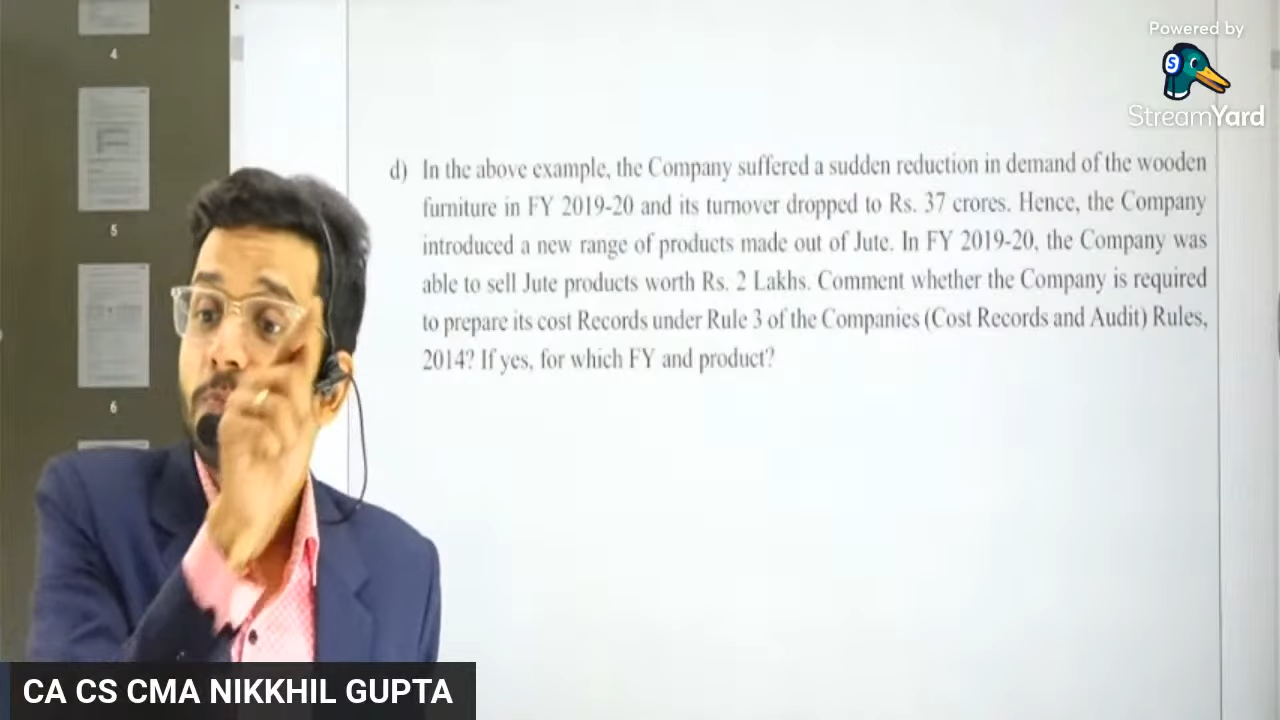 Powered by
StreamYard
4
5
6
d) In the above example, the Company suffered a sudden reduction in demand of the wooden
furniture in FY 2019-20 and its turnover dropped to Rs. 37 crores. Hence, the Company
introduced a new range of products made out of Jute. In FY 2019-20, the Company was
able to sell Jute products worth Rs. 2 Lakhs. Comment whether the Company is required
to prepare its cost Records under Rule 3 of the Companies (Cost Records and Audit) Rules,
2014? If yes, for which FY and product?
CA CS CMA NIKKHIL GUPTA